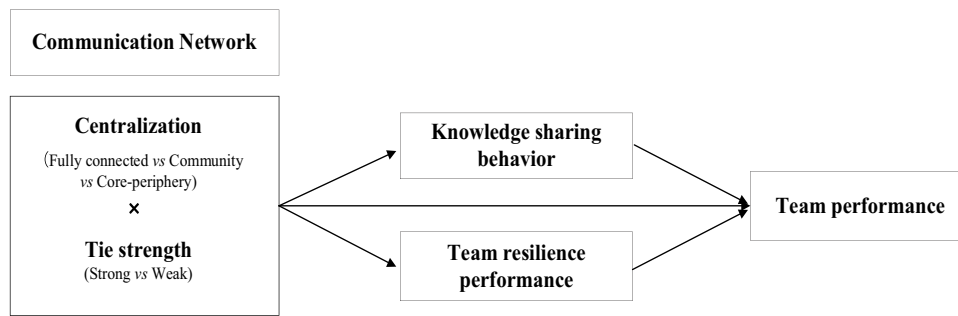 Communication Network
Centralization
(Fully connected vs Community
vs Core-periphery)
×
Tie strength
(Strong vs Weak)
Knowledge sharing
behavior
Team resilience
performance
Team performance